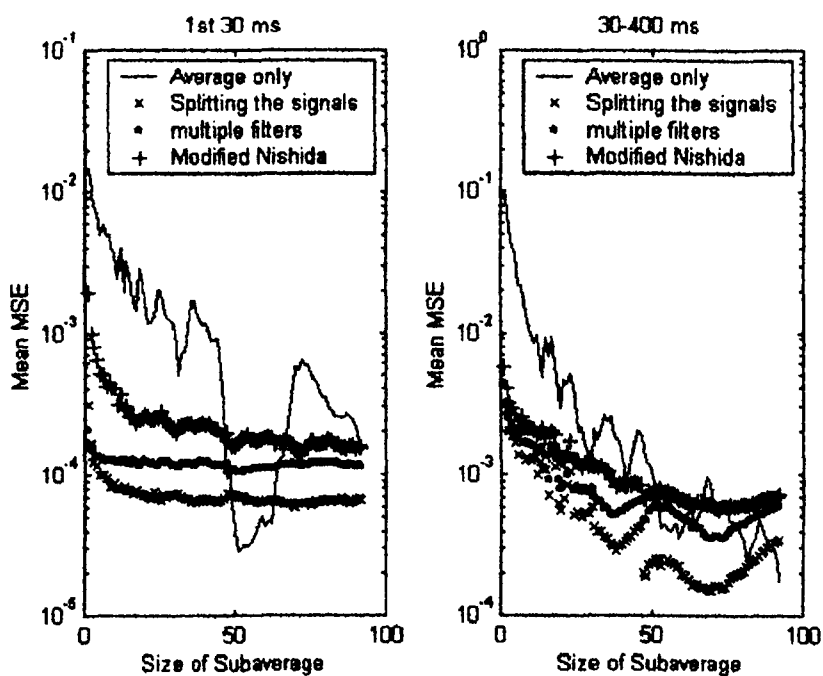 1st 30 ms
10^-1
10^-2
10^-3
10^-4
10^-5
Mean MSE
0
50
100
Size of Subaverage
Average only
Splitting the signals
multiple filters
Modified Nishida
30-400 ms
10^0
10^-1
10^-2
10^-3
10^-4
Mean MSE
0
50
100
Size of Subaverage
Average only
Splitting the signals
multiple filters
Modified Nishida